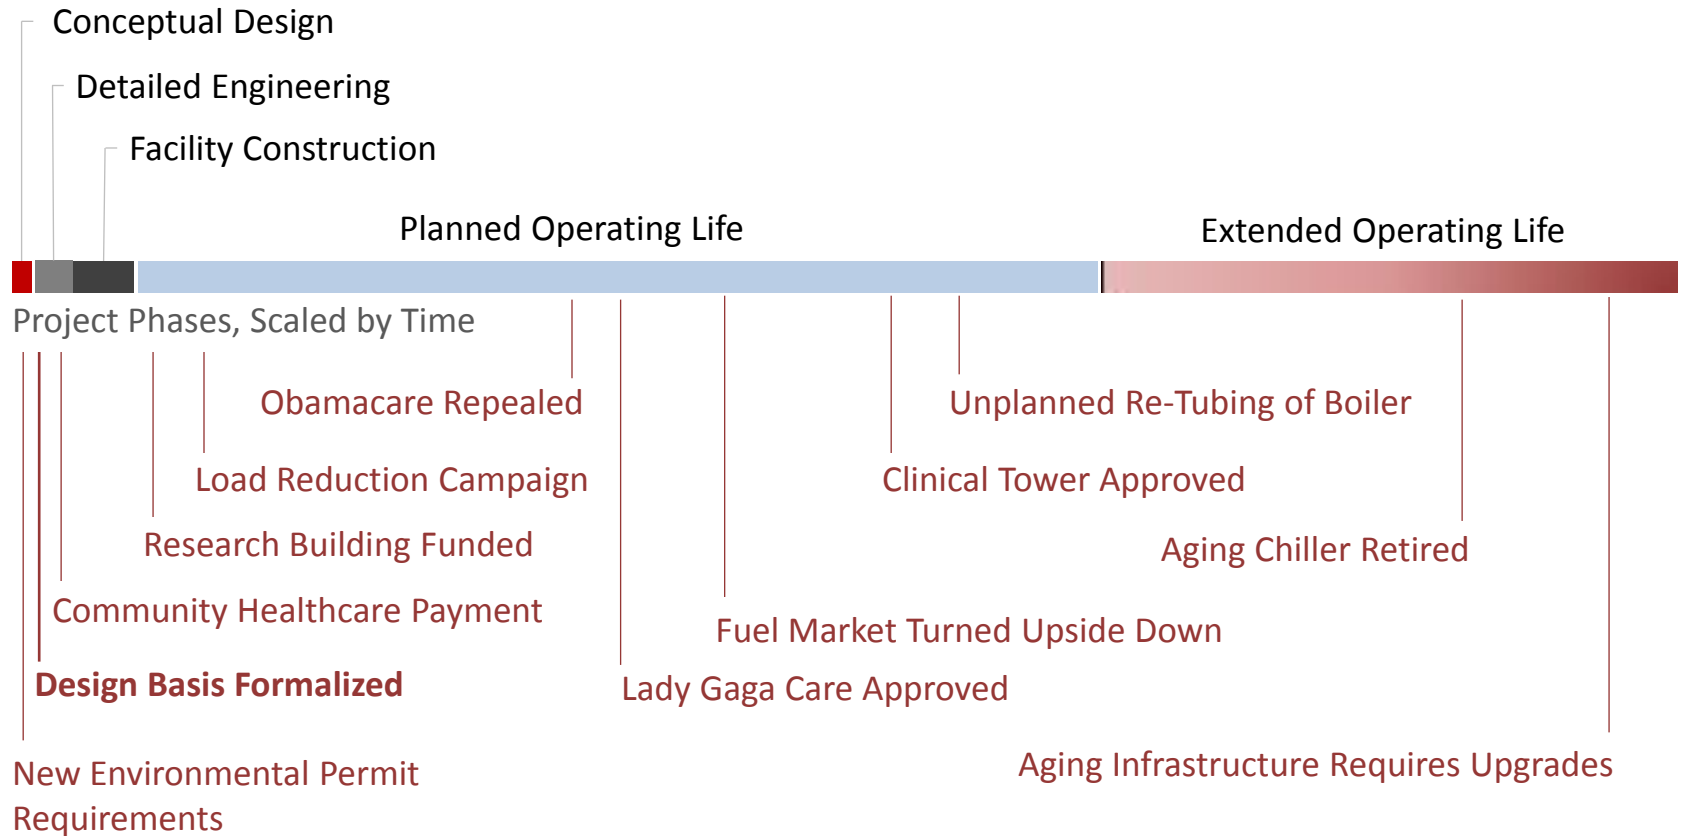 Conceptual Design
Detailed Engineering
Facility Construction
Planned Operating Life
Extended Operating Life
Project Phases, Scaled by Time
Obamacare Repealed
Unplanned Re-Tubing of Boiler
Load Reduction Campaign
Clinical Tower Approved
Research Building Funded
Aging Chiller Retired
Community Healthcare Payment
Fuel Market Turned Upside Down
Design Basis Formalized
Lady Gaga Care Approved
New Environmental Permit
Requirements
Aging Infrastructure Requires Upgrades